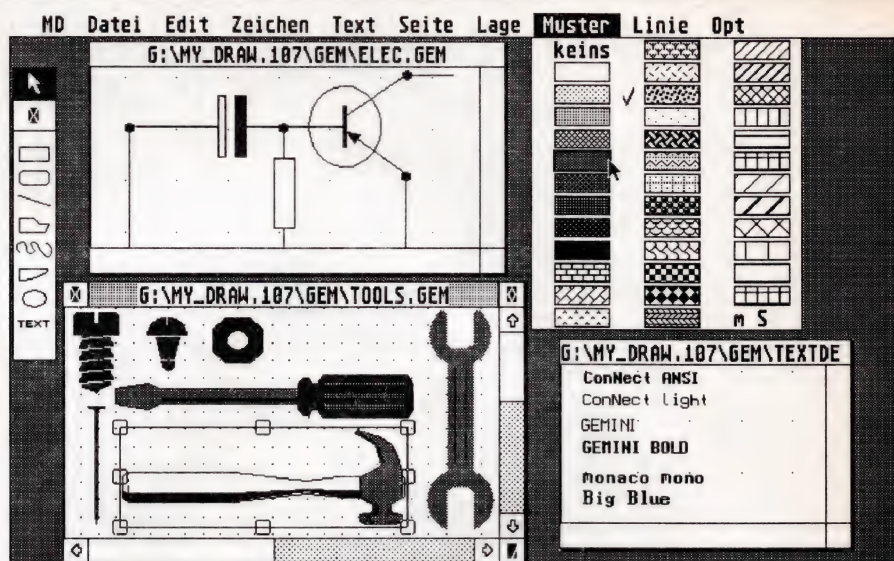 MD Datei Edit Zeichen Text Seite Lage Muster Linie Opt
G:\MY_DRAW.107\GEM\ELEC.GEM
keins
TEXT
G:\MY_DRAW.107\GEM\TOOLS.GEM
m S
G:\MY_DRAW.107\GEM\TEXTDE
ConNect ANSI
ConNect light
GEMINI
GEMINI BOLD
monaco mono
Big Blue